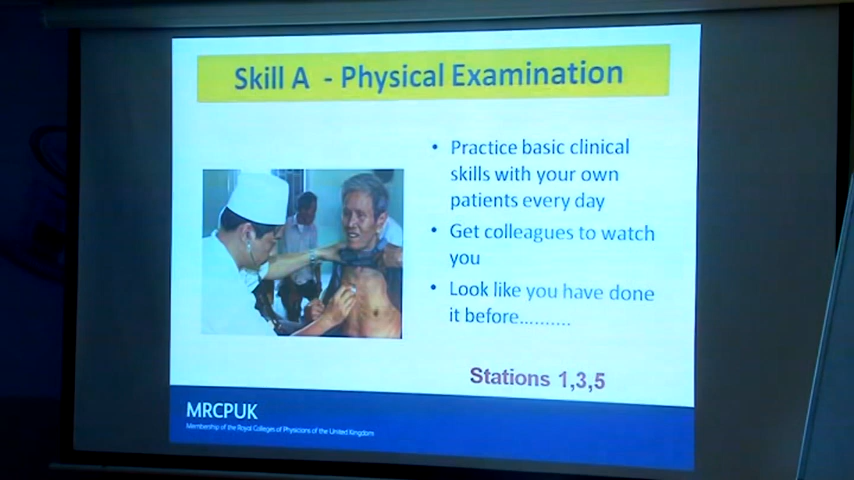 Skill A - Physical Examination
• Practice basic clinical
skills with your own
patients every day
• Get colleagues to watch
you
• Look like you have done
it before..........
Stations 1,3,5
MRCPUK
Membership of the Royal Colleges of Physicians of the United Kingdom